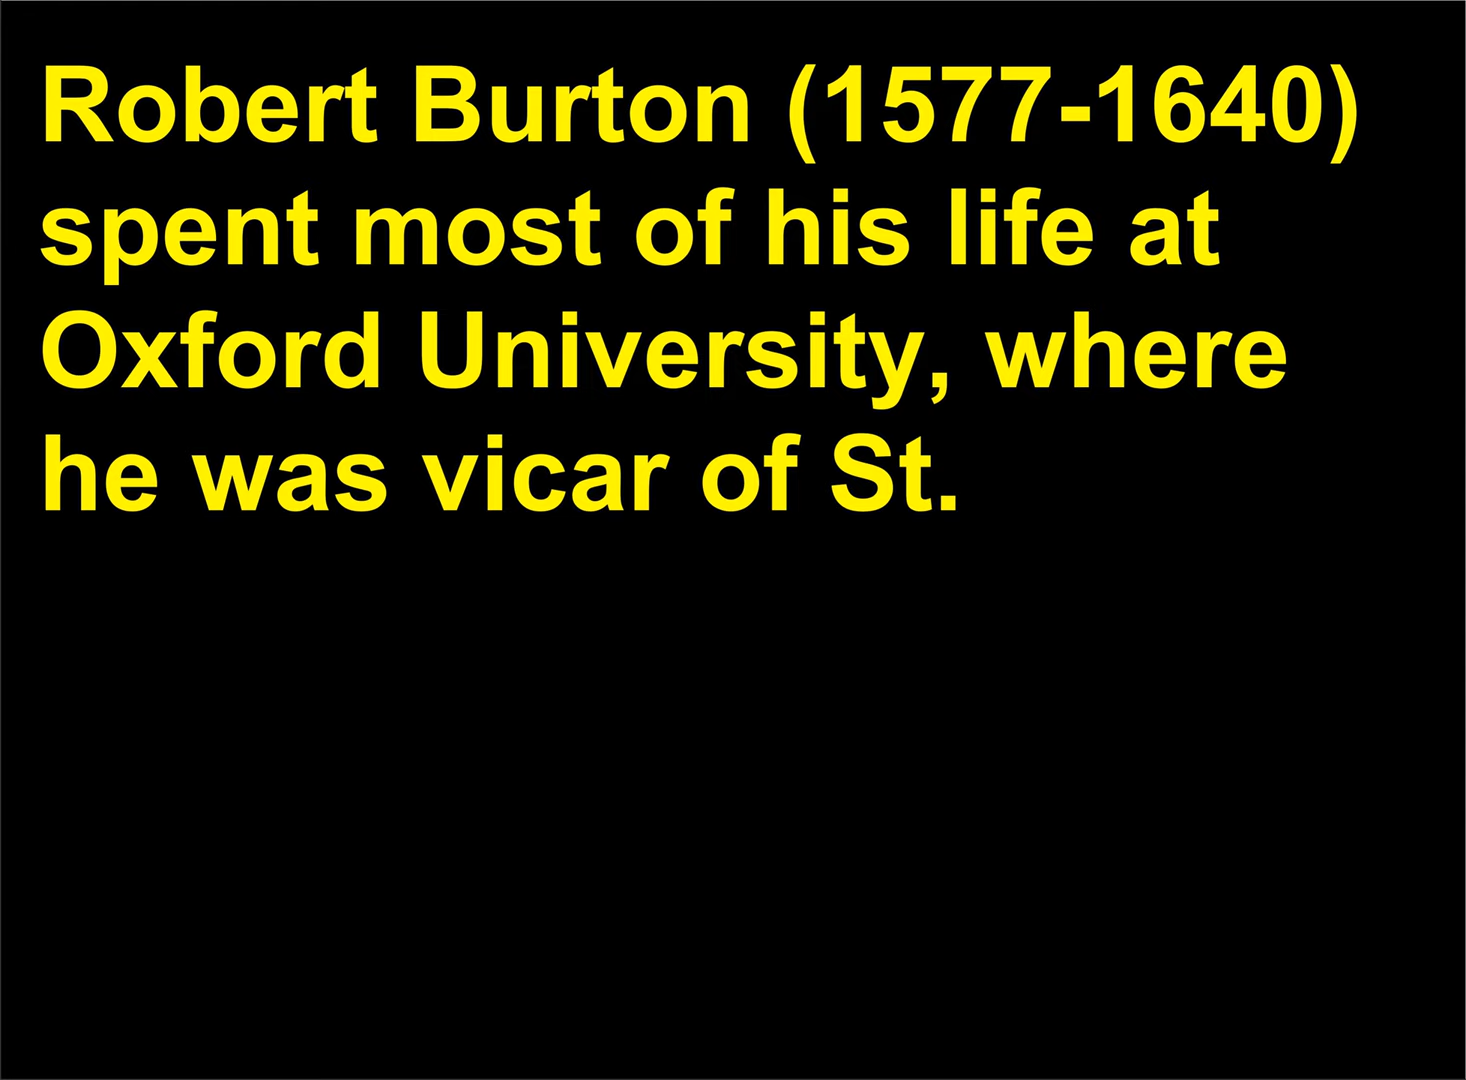 Robert Burton (1577-1640)
spent most of his life at
Oxford University, where
he was vicar of St.